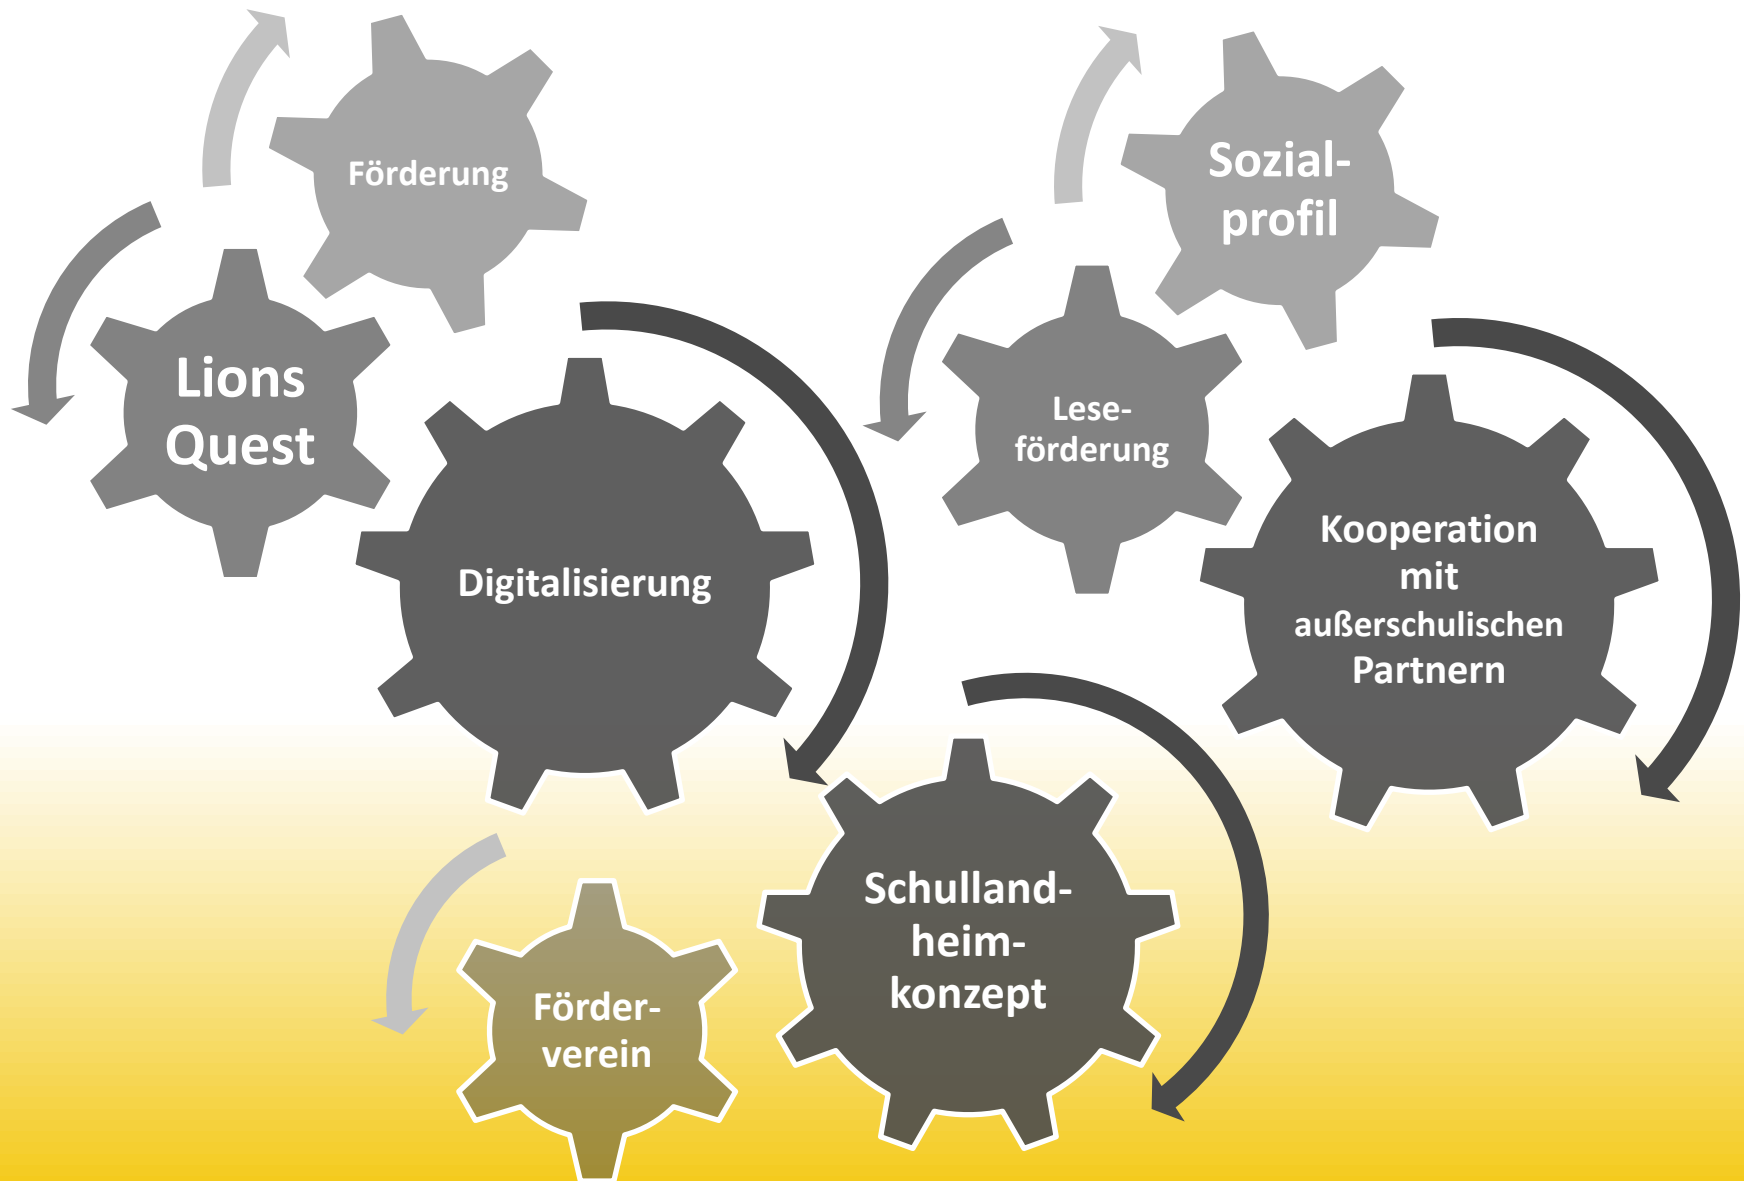 Förderung
Sozial-
profil
Lions
Quest
Lese-
förderung
Digitalisierung
Kooperation
mit
außerschulischen
Partnern
Schulland-
heim-
konzept
Förder-
verein